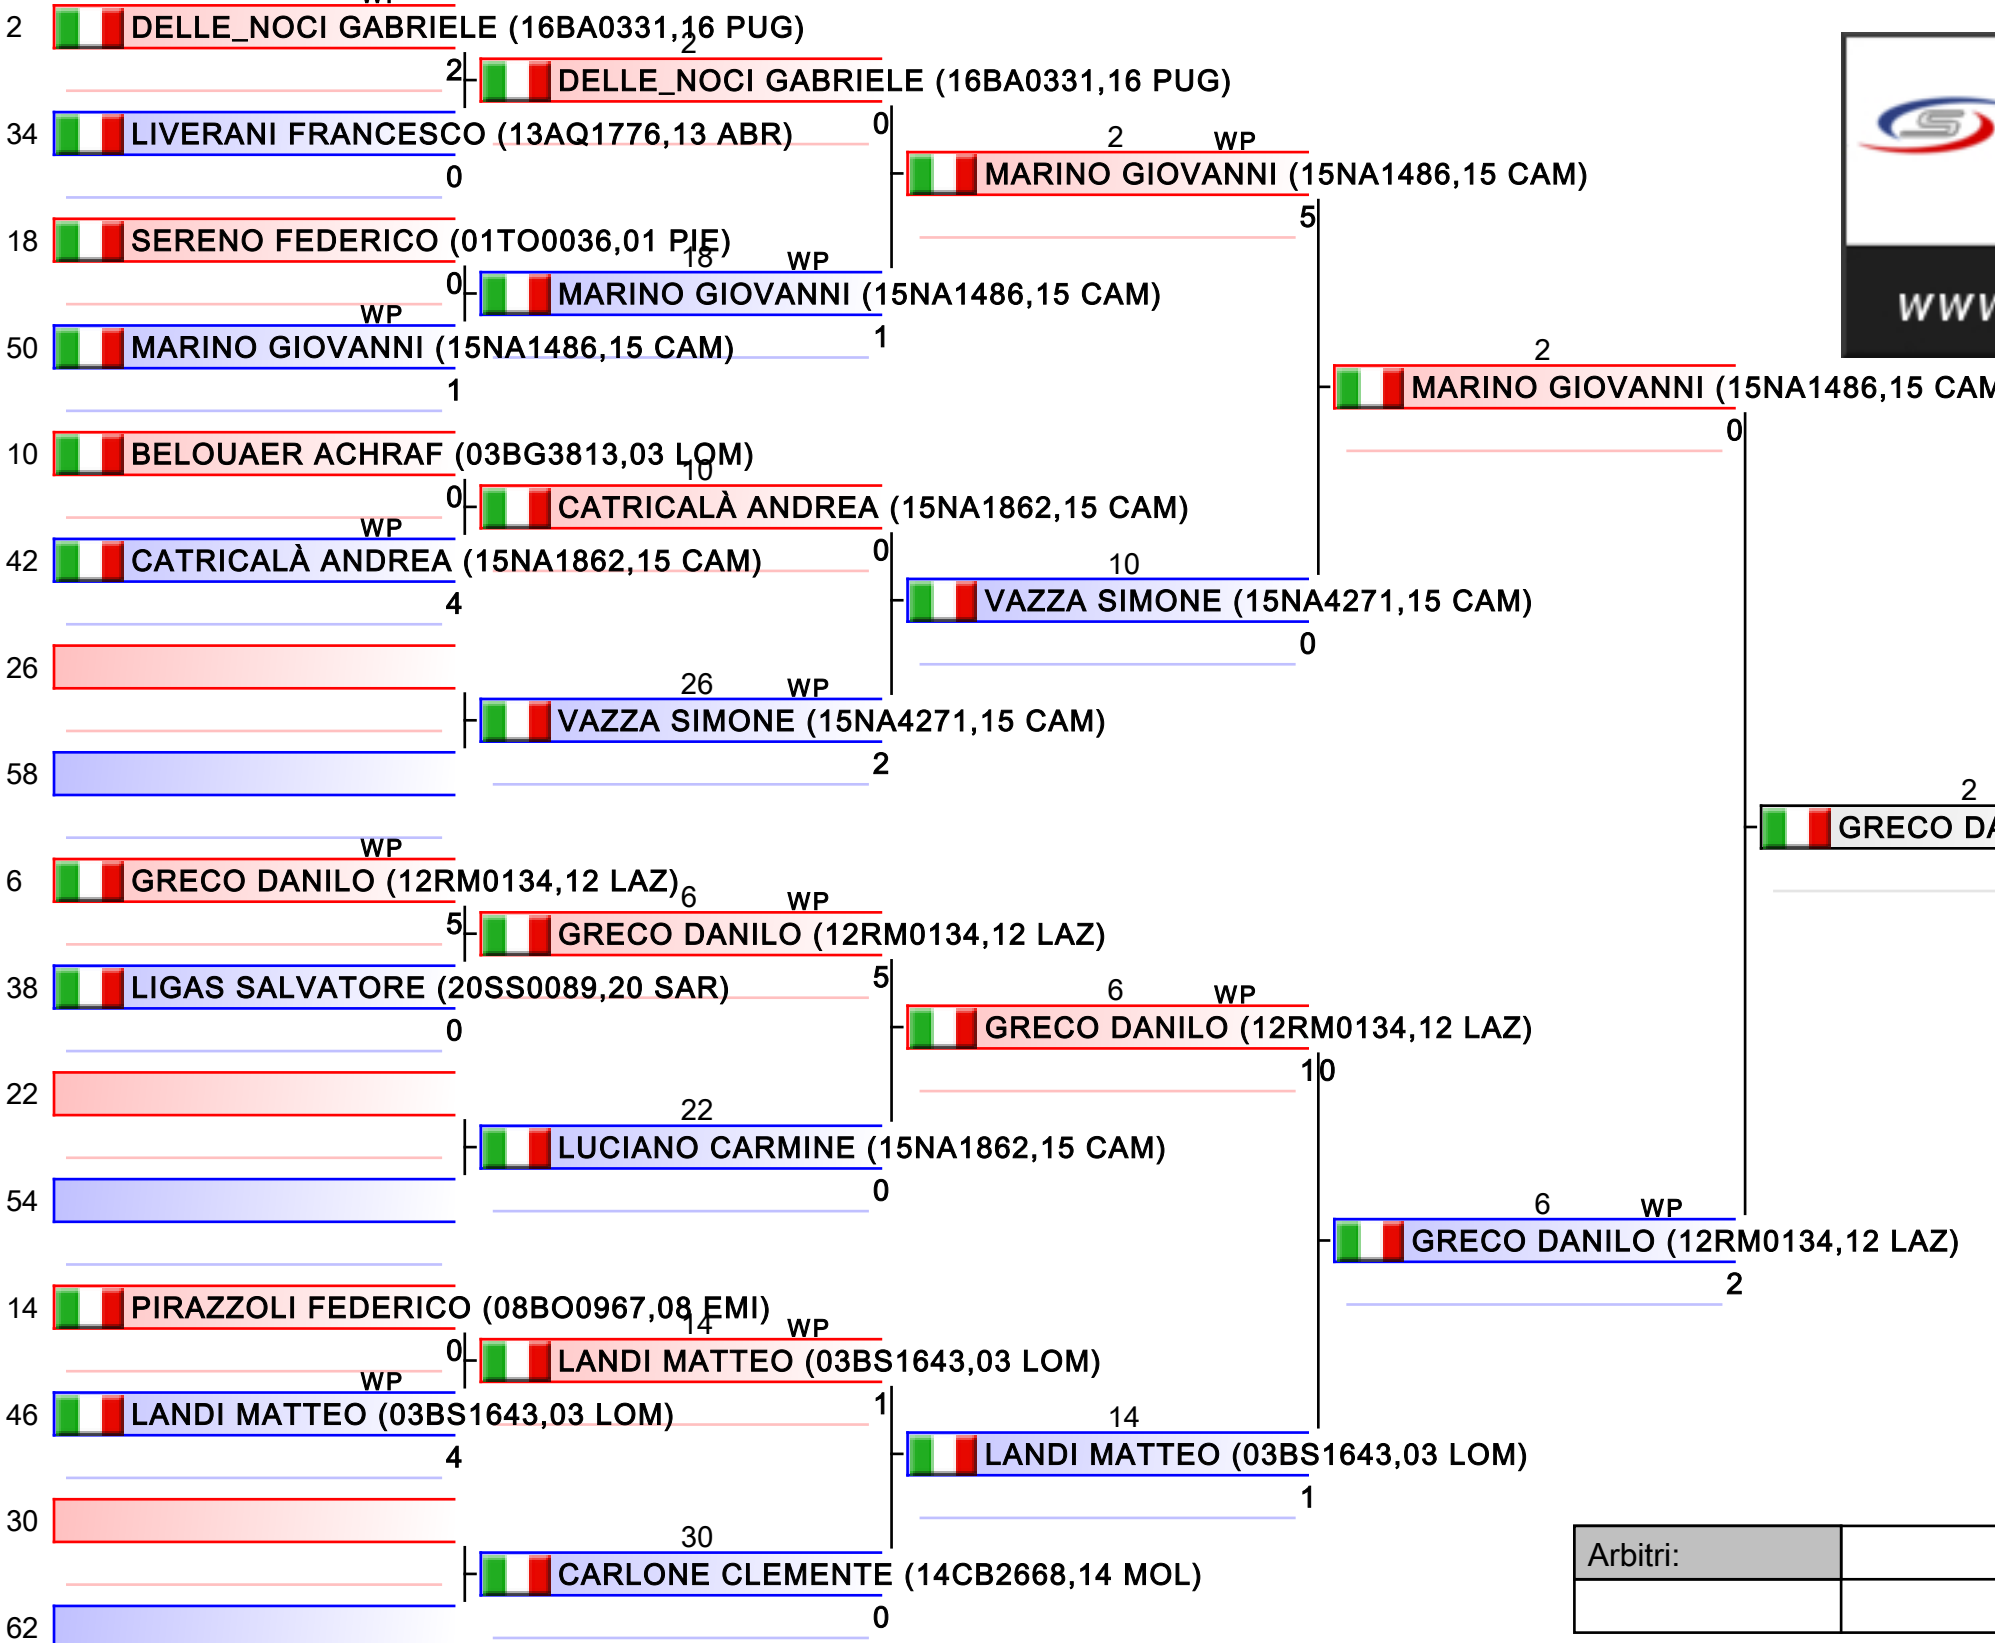 WP
2 DELLE_NOCI GABRIELE (16BA0331,16 PUG)
2
2
DELLE_NOCI GABRIELE (16BA0331,16 PUG)
34 LIVERANI FRANCESCO (13AQ1776,13 ABR)
0
0
2 WP
MARINO GIOVANNI (15NA1486,15 CAM)
5
18 SERENO FEDERICO (01TO0036,01 PIE)
0
18 WP
MARINO GIOVANNI (15NA1486,15 CAM)
1
WP
50 MARINO GIOVANNI (15NA1486,15 CAM)
1
2
MARINO GIOVANNI (15NA1486,15 CAM
0
10 BELOUAER ACHRAF (03BG3813,03 LOM)
0
10
CATRICALÀ ANDREA (15NA1862,15 CAM)
0
WP
42 CATRICALÀ ANDREA (15NA1862,15 CAM)
4
10
VAZZA SIMONE (15NA4271,15 CAM)
0
26
26 WP
VAZZA SIMONE (15NA4271,15 CAM)
2
58
2
GRECO DA
WP
6 GRECO DANILO (12RM0134,12 LAZ)
5
6 WP
GRECO DANILO (12RM0134,12 LAZ)
5
38 LIGAS SALVATORE (20SS0089,20 SAR)
0
6 WP
GRECO DANILO (12RM0134,12 LAZ)
10
22
22
LUCIANO CARMINE (15NA1862,15 CAM)
0
54
6 WP
GRECO DANILO (12RM0134,12 LAZ)
2
14 PIRAZZOLI FEDERICO (08BO0967,08 EMI)
0
14 WP
LANDI MATTEO (03BS1643,03 LOM)
1
WP
46 LANDI MATTEO (03BS1643,03 LOM)
4
14
LANDI MATTEO (03BS1643,03 LOM)
1
30
30
CARLONE CLEMENTE (14CB2668,14 MOL)
0
62
S
www
Arbitri: